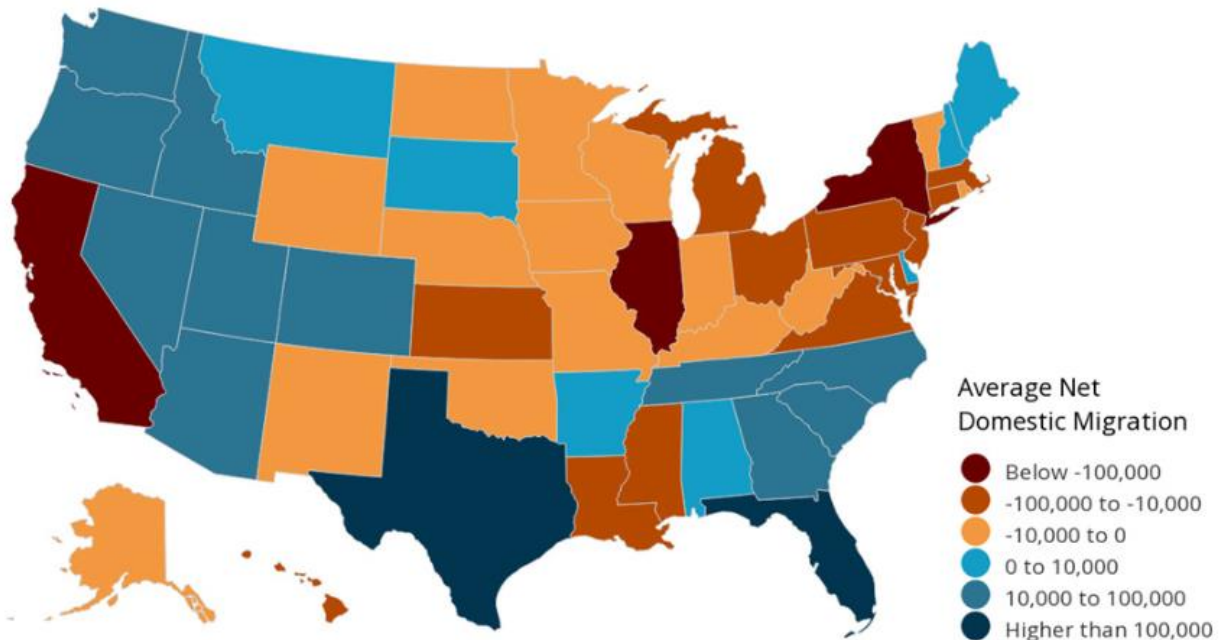 Average Net
Domestic Migration
Below -100,000
-100,000 to -10,000
-10,000 to 0
0 to 10,000
10,000 to 100,000
Higher than 100,000